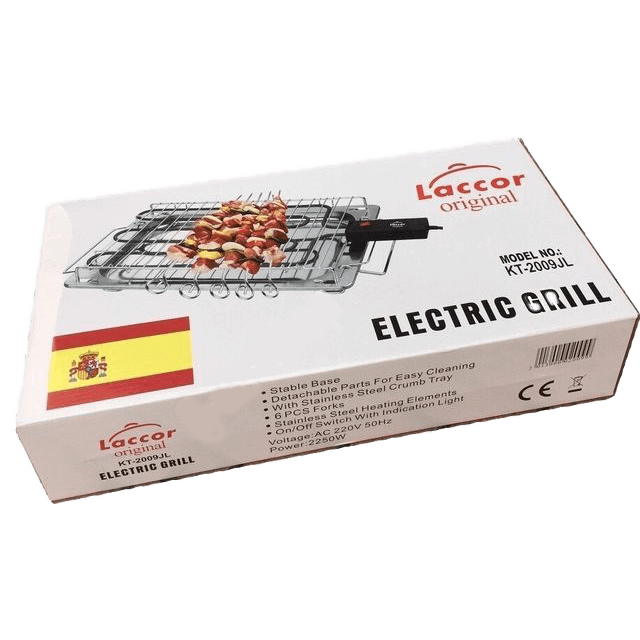 Laccor
original
MODEL NO.:
KT-2009JL
ELECTRIC GRILL
Laccor
original
KT-2009JL
ELECTRIC GRILL
• Stable Base
• Detachable Parts For Easy Cleaning
• With Stainless Steel Crumb Tray
• 6 PCS Forks
• Stainless Steel Heating Elements
• On/Off Switch With Indication Light
Voltage:AC 220V 50Hz
Power:2250W
CE